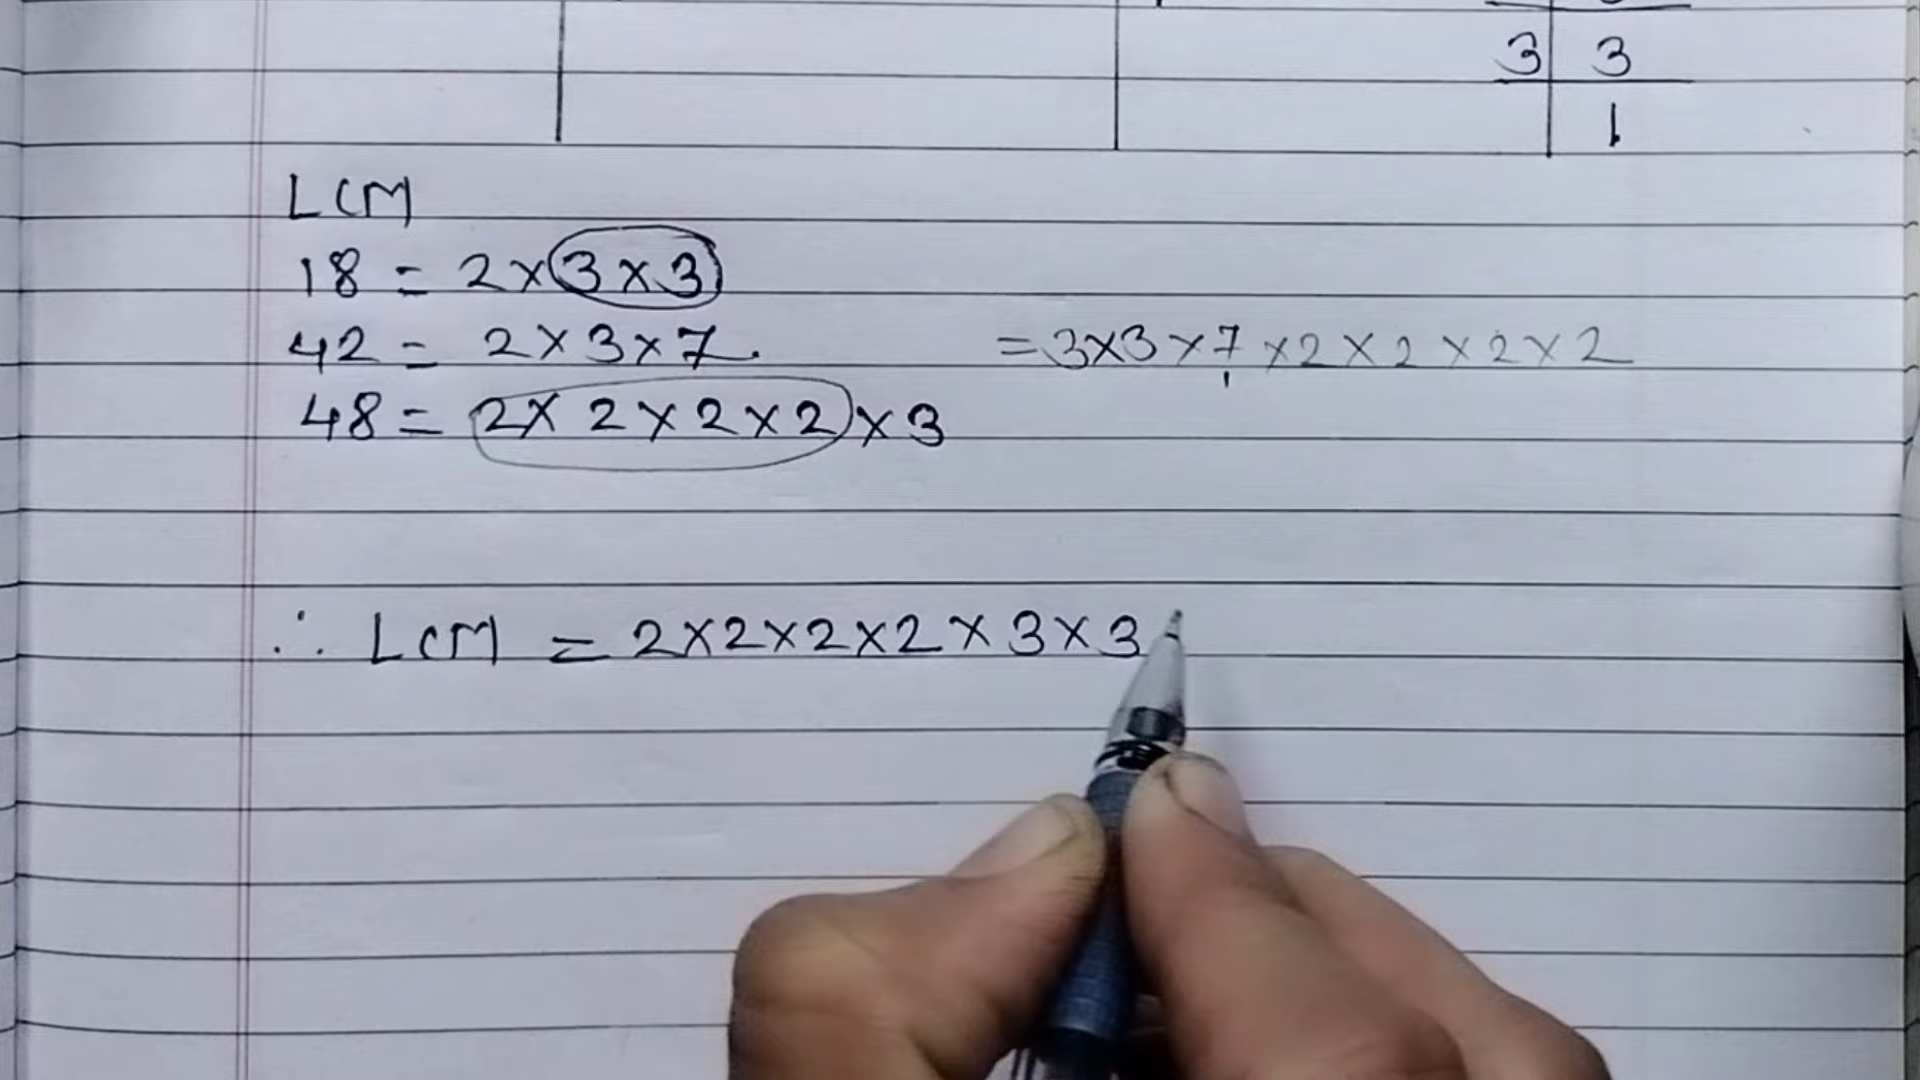 3 3
1
LCM
18 = 2×3×3
42 = 2×3×7. =3×3×7×2×2×2×2
48 = 2×2×2×2×3
∴ LCM = 2×2×2×2×3×3